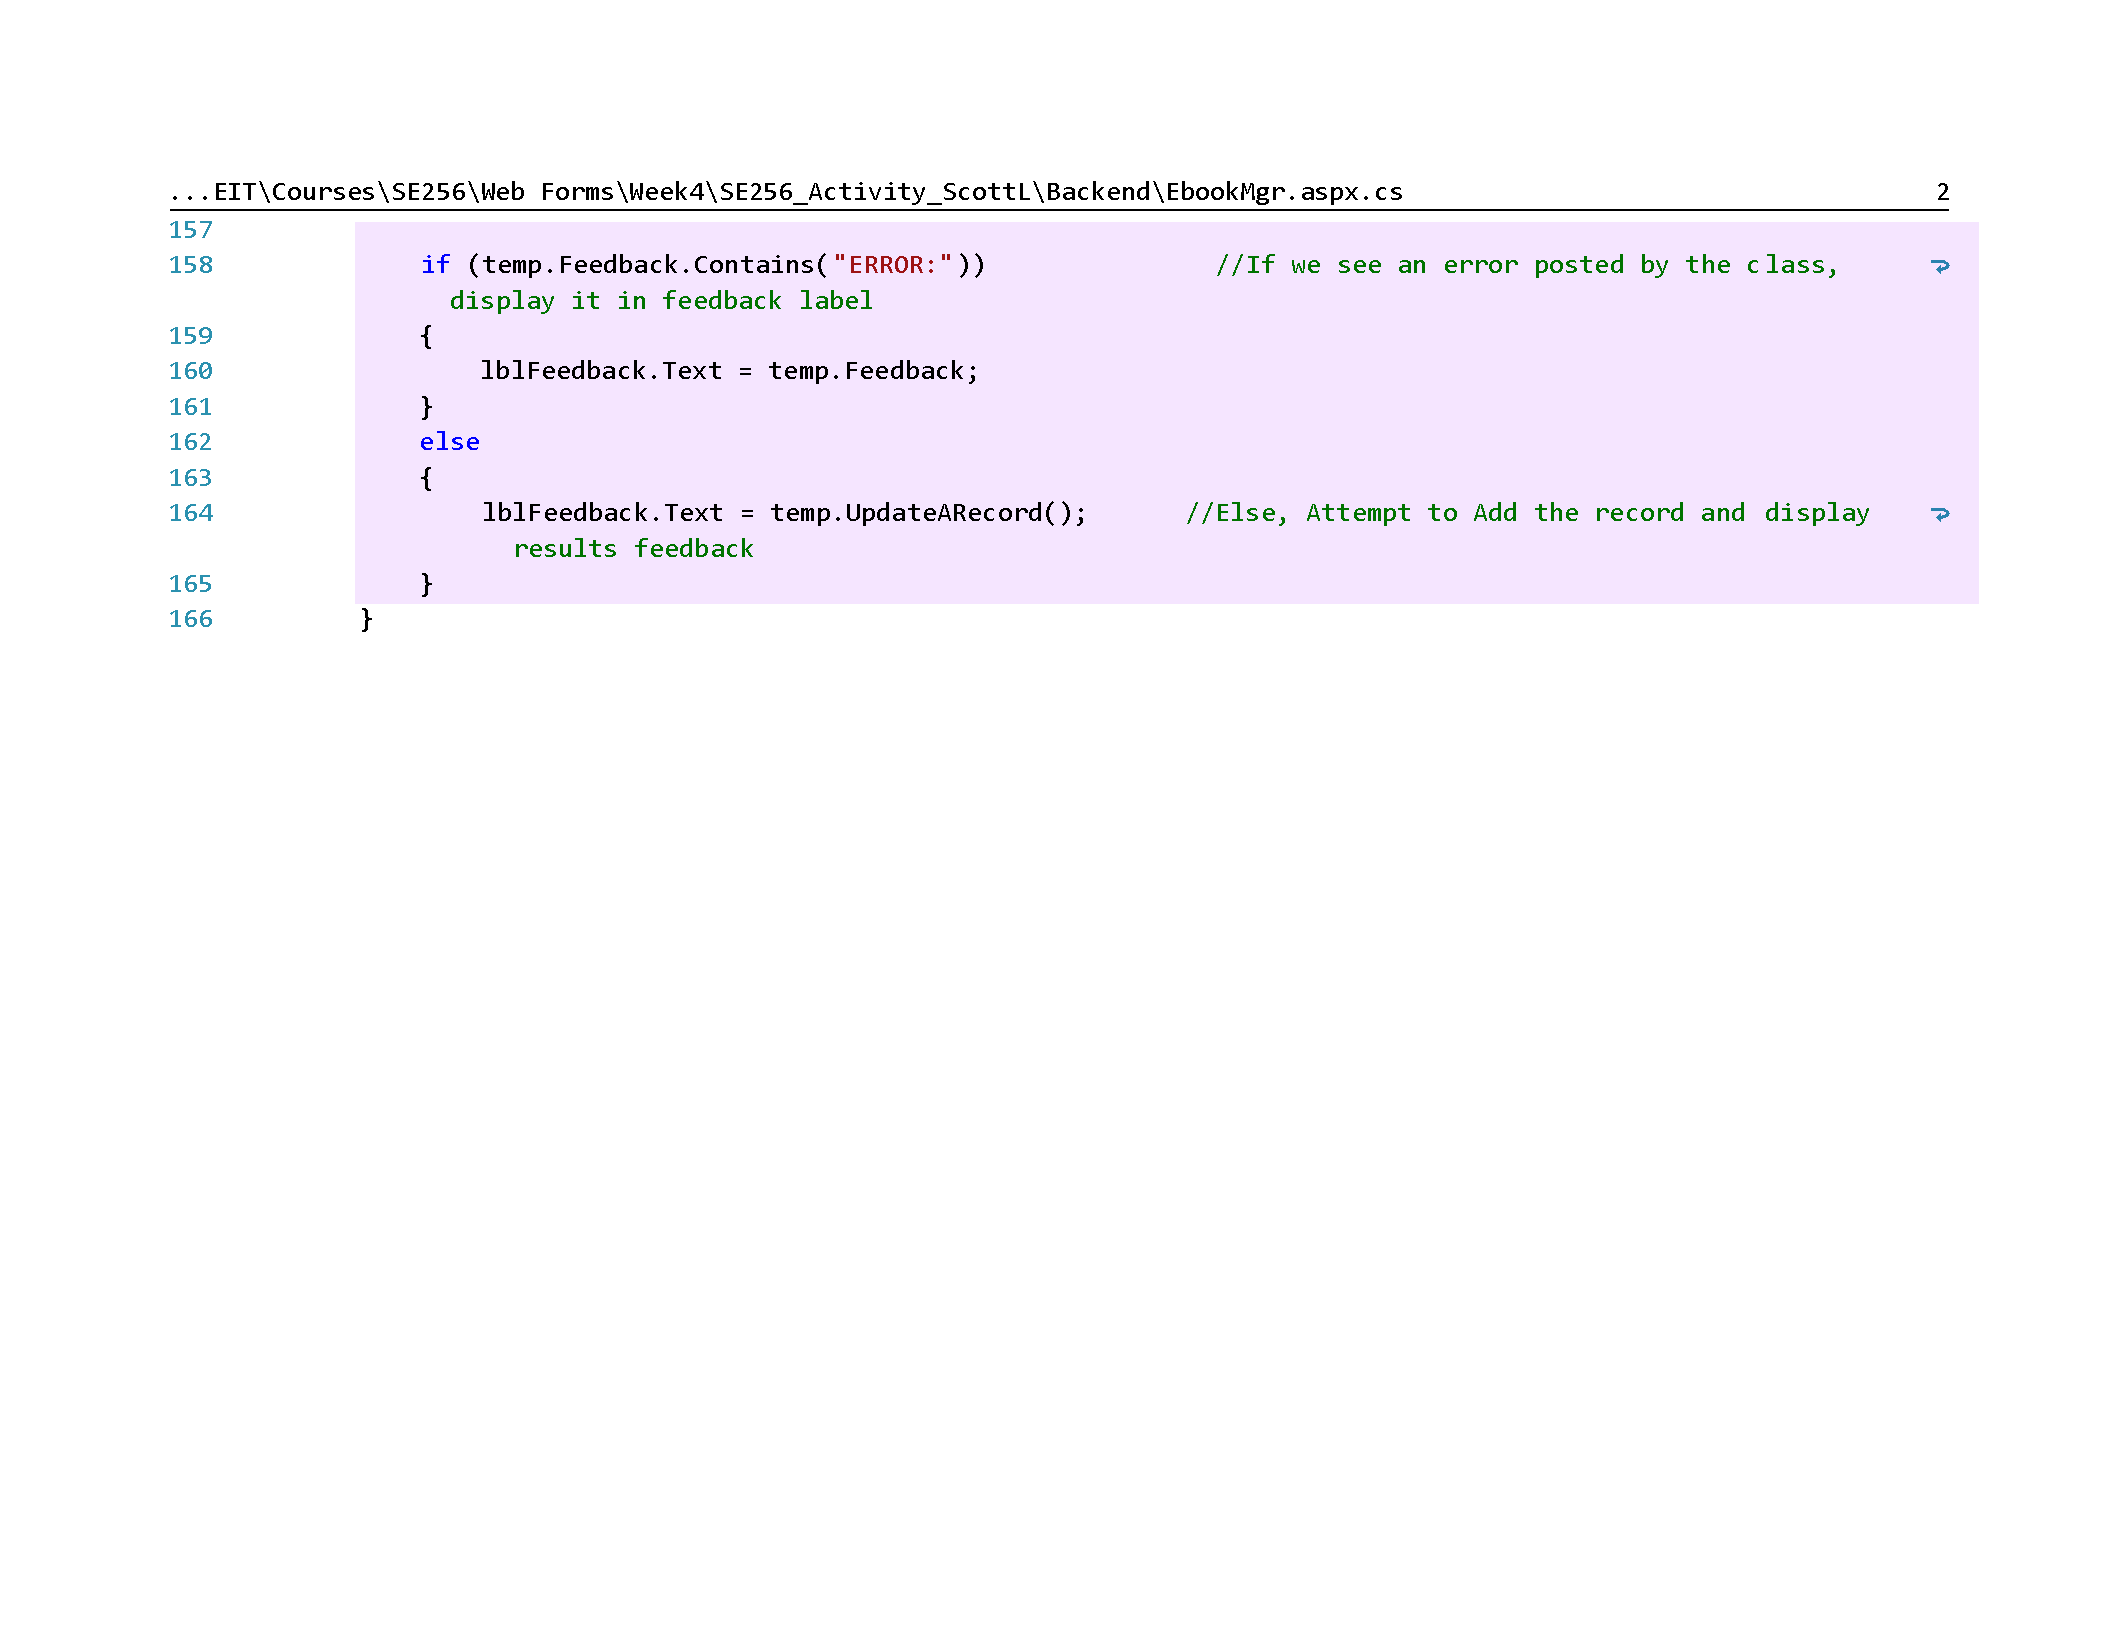 ...EIT\Courses\SE256\Web Forms\Week4\SE256_Activity_ScottL\Backend\EbookMgr.aspx.cs 2
157
158 if (temp.Feedback.Contains("ERROR:")) //If we see an error posted by the class,
display it in feedback label
159 {
160 lblFeedback.Text = temp.Feedback;
161 }
162 else
163 {
164 lblFeedback.Text = temp.UpdateARecord(); //Else, Attempt to Add the record and display
results feedback
165 }
166 }